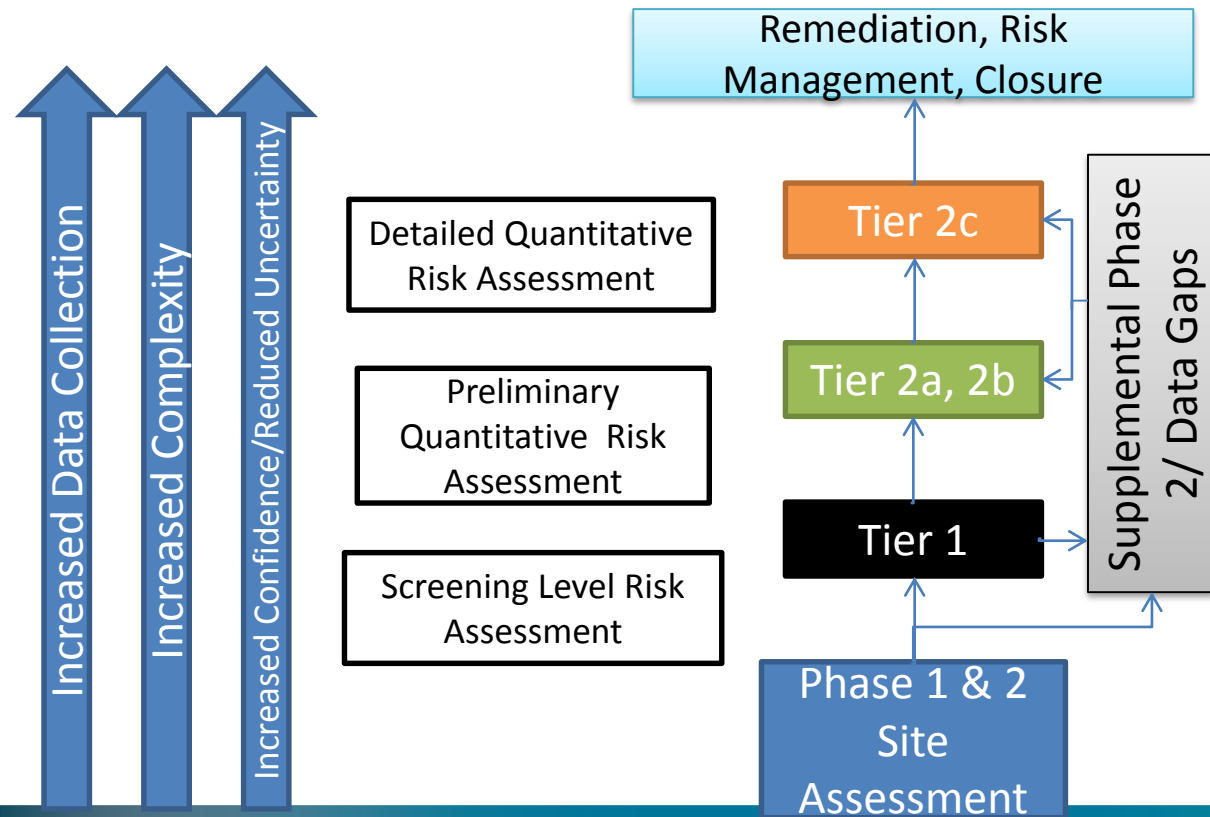 Remediation, Risk
Management, Closure
Increased Data Collection
Increased Complexity
Increased Confidence/Reduced Uncertainty
Detailed Quantitative
Risk Assessment
Tier 2c
Preliminary
Quantitative Risk
Assessment
Tier 2a, 2b
Screening Level Risk
Assessment
Tier 1
Supplemental Phase
2/ Data Gaps
Phase 1 & 2
Site
Assessment